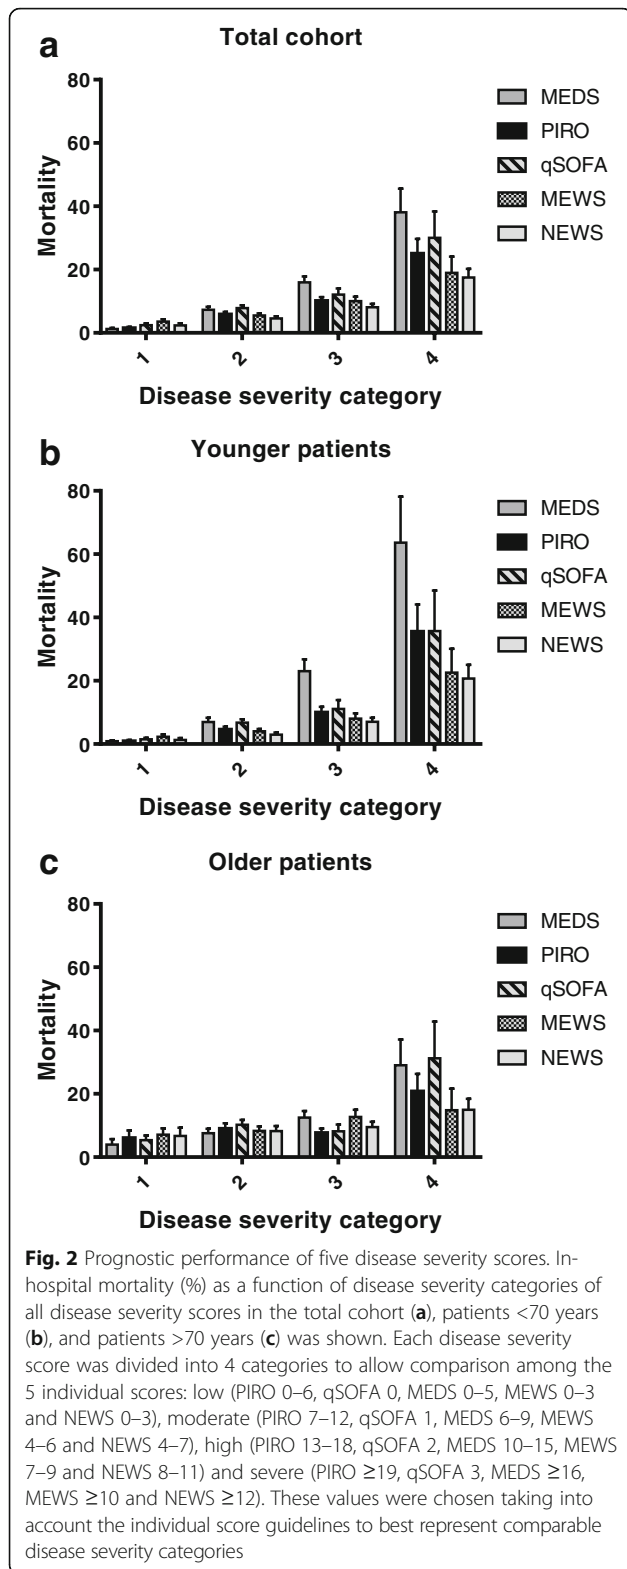 a
Total cohort
80
60
40
20
0
Mortality
1
2
3
4
Disease severity category
MEDS
PIRO
qSOFA
MEWS
NEWS
b
Younger patients
80
60
40
20
0
Mortality
1
2
3
4
Disease severity category
MEDS
PIRO
qSOFA
MEWS
NEWS
c
Older patients
80
60
40
20
0
Mortality
1
2
3
4
Disease severity category
MEDS
PIRO
qSOFA
MEWS
NEWS
Fig. 2 Prognostic performance of five disease severity scores. In-
hospital mortality (%) as a function of disease severity categories of
all disease severity scores in the total cohort (a), patients <70 years
(b), and patients >70 years (c) was shown. Each disease severity
score was divided into 4 categories to allow comparison among the
5 individual scores: low (PIRO 0–6, qSOFA 0, MEDS 0–5, MEWS 0–3
and NEWS 0–3), moderate (PIRO 7–12, qSOFA 1, MEDS 6–9, MEWS
4–6 and NEWS 4–7), high (PIRO 13–18, qSOFA 2, MEDS 10–15, MEWS
7–9 and NEWS 8–11) and severe (PIRO ≥19, qSOFA 3, MEDS ≥16,
MEWS ≥10 and NEWS ≥12). These values were chosen taking into
account the individual score guidelines to best represent comparable
disease severity categories